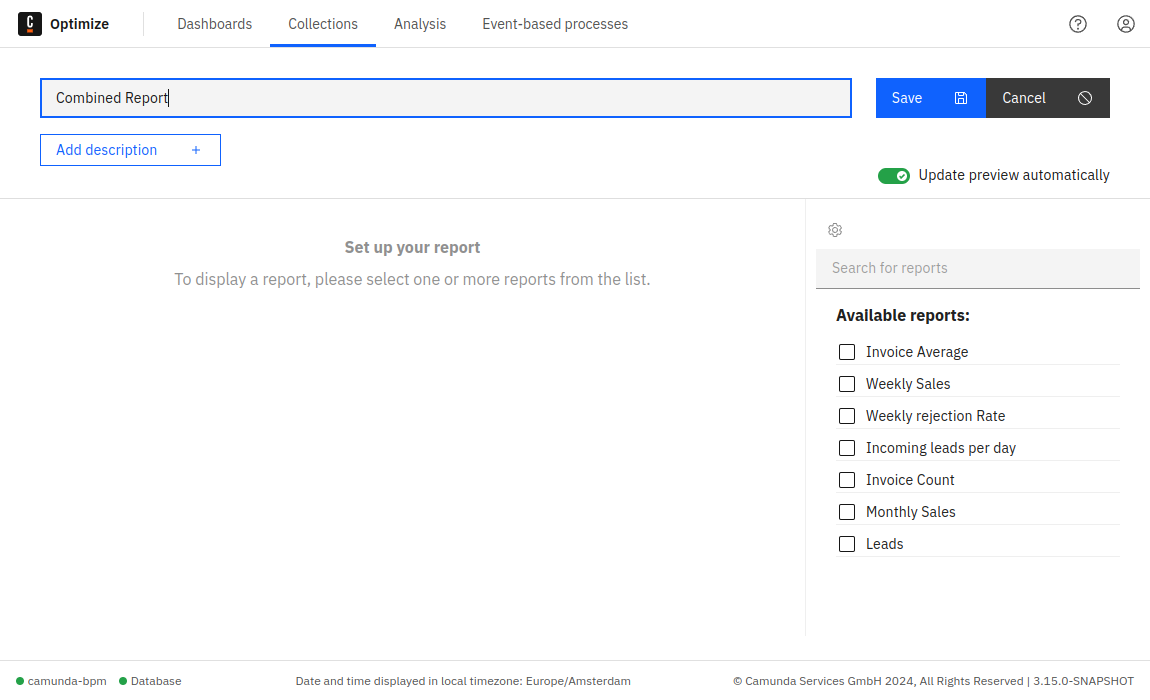 C Optimize Dashboards Collections Analysis Event-based processes
Combined Report
Save Cancel
Add description +
Update preview automatically
Set up your report
To display a report, please select one or more reports from the list.
Search for reports
Available reports:
Invoice Average
Weekly Sales
Weekly rejection Rate
Incoming leads per day
Invoice Count
Monthly Sales
Leads
camunda-bpm Database Date and time displayed in local timezone: Europe/Amsterdam © Camunda Services GmbH 2024, All Rights Reserved | 3.15.0-SNAPSHOT